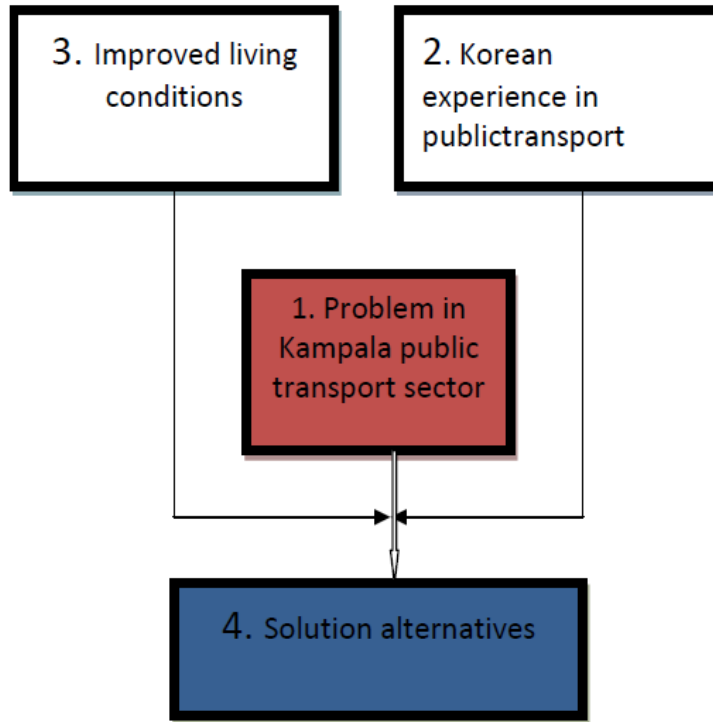 3. Improved living
conditions
2. Korean
experience in
publictransport
1. Problem in
Kampala public
transport sector
4. Solution alternatives